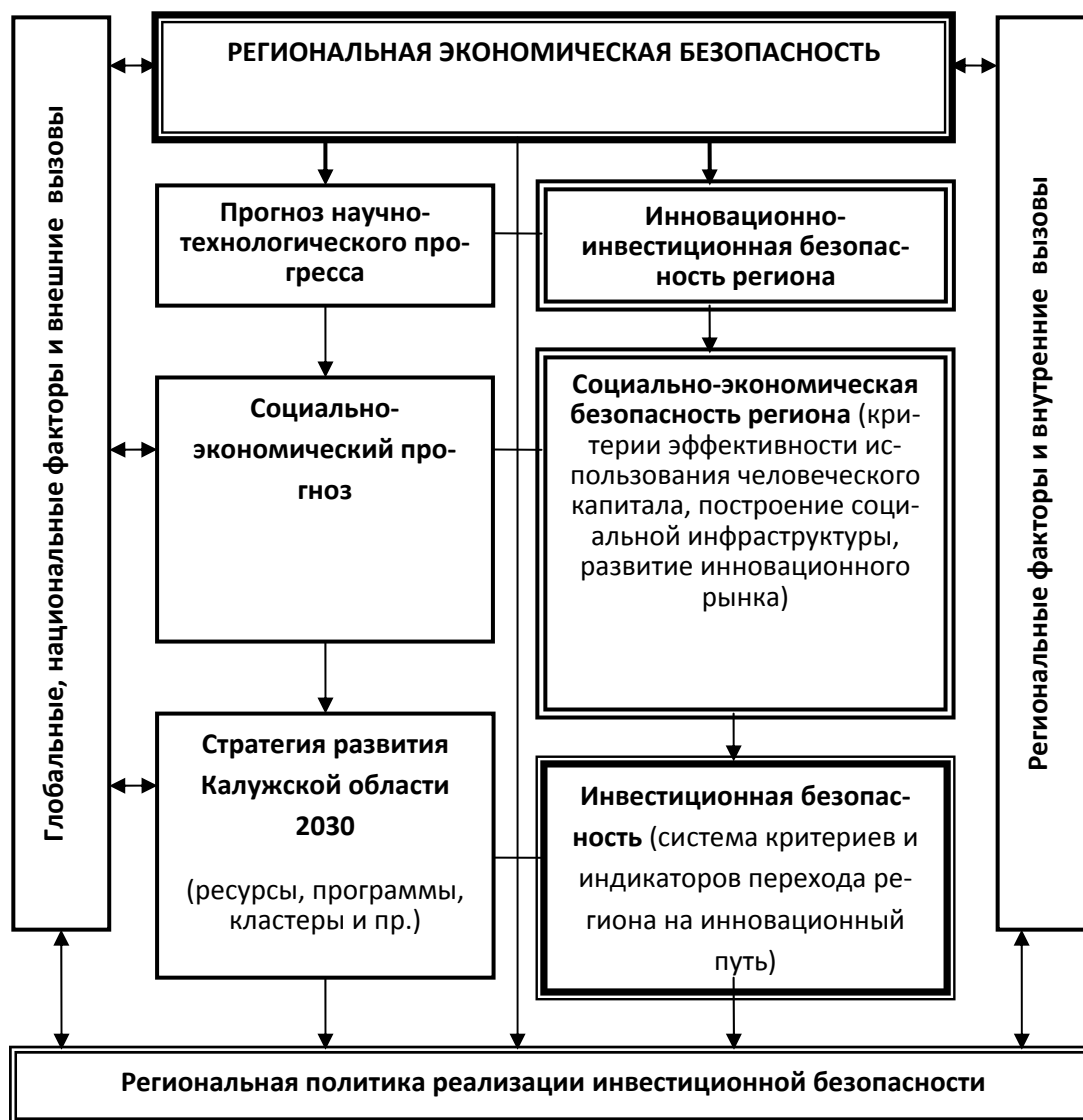 РЕГИОНАЛЬНАЯ ЭКОНОМИЧЕСКАЯ БЕЗОПАСНОСТЬ
Глобальные, национальные факторы и внешние вызовы
Прогноз научно-
технологического про-
гресса
Инновационно-
инвестиционная безопас-
ность региона
Социально-
экономический про-
гноз
Социально-экономическая
безопасность региона (кри-
терии эффективности ис-
пользования человеческого
капитала, построение соци-
альной инфраструктуры,
развитие инновационного
рынка)
Стратегия развития
Калужской области
2030
(ресурсы, программы,
кластеры и пр.)
Инвестиционная безопас-
ность (система критериев и
индикаторов перехода ре-
гиона на инновационный
путь)
Региональные факторы и внутренние вызовы
Региональная политика реализации инвестиционной безопасности